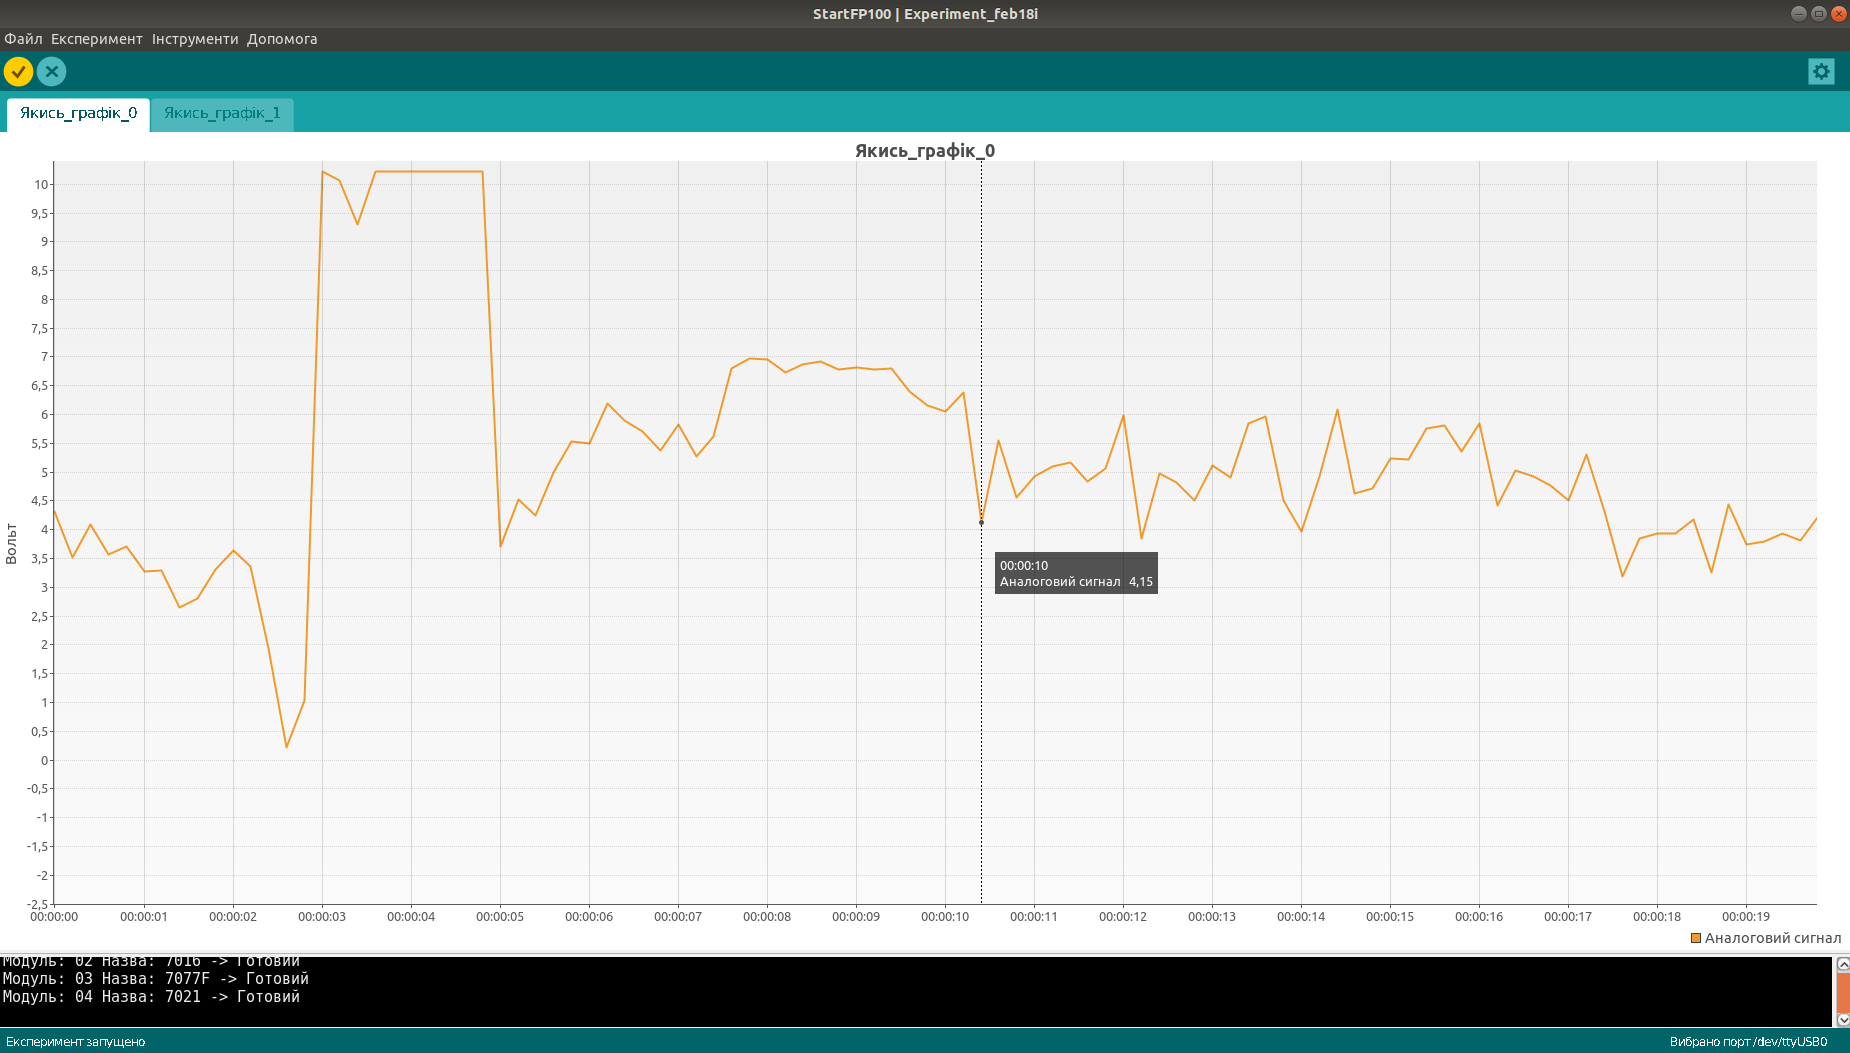 StartFP100 | Experiment_feb18i
Файл Експеримент Інструменти Допомога
Якись_графік_0 Якись_графік_1
Якись_графік_0
10
9,5
9
8,5
8
7,5
7
6,5
6
5,5
5
4,5
4
3,5
3
2,5
2
1,5
1
0,5
0
-0,5
-1
-1,5
-2
-2,5
Вольт
00:00:10
Аналоговий сигнал 4,15
00:00:00 00:00:01 00:00:02 00:00:03 00:00:04 00:00:05 00:00:06 00:00:07 00:00:08 00:00:09 00:00:10 00:00:11 00:00:12 00:00:13 00:00:14 00:00:15 00:00:16 00:00:17 00:00:18 00:00:19
Аналоговий сигнал
Модуль: 02 Назва: 7016 -> Готовий
Модуль: 03 Назва: 7077F -> Готовий
Модуль: 04 Назва: 7021 -> Готовий
Експеримент запущено
Вибрано порт /dev/ttyUSB0